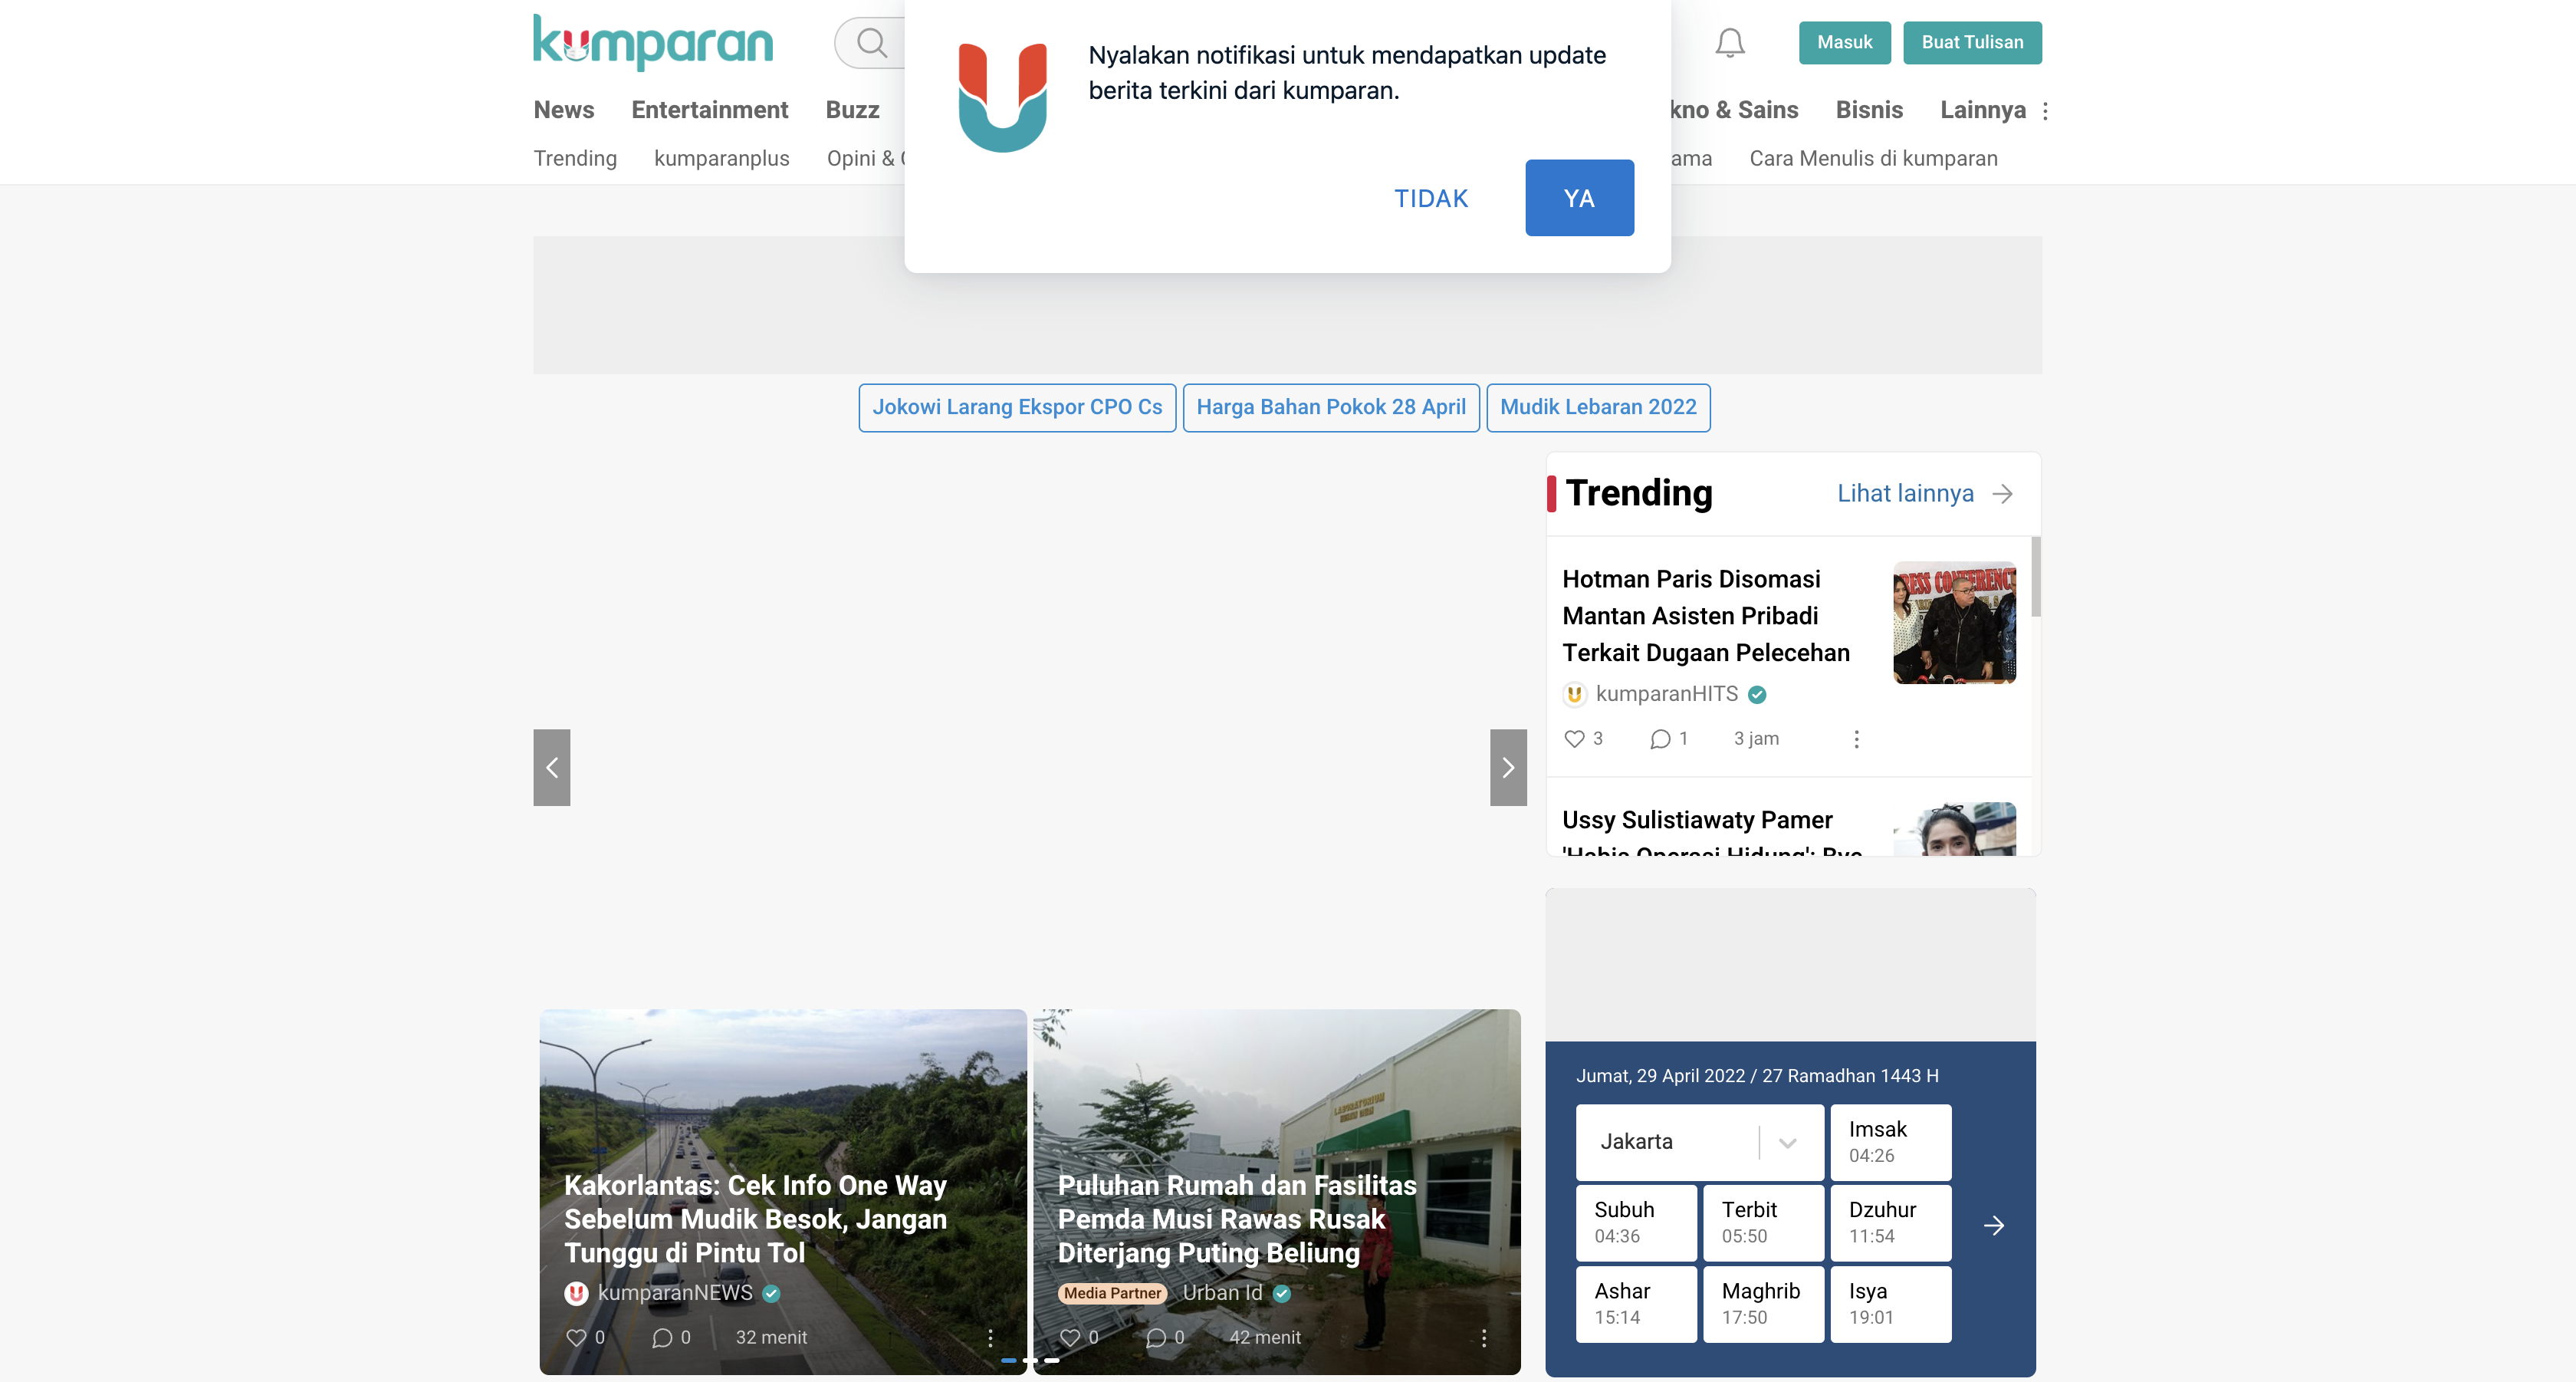 kumparan
Nyalakan notifikasi untuk mendapatkan update
berita terkini dari kumparan.
TIDAK
YA
Masuk
Buat Tulisan
News
Entertainment
Buzz
& Sains
Bisnis
Lainnya
Trending
kumparanplus
Opini &
Cara Menulis di kumparan
Jokowi Larang Ekspor CPO Cs
Harga Bahan Pokok 28 April
Mudik Lebaran 2022
Trending
Lihat lainnya
Hotman Paris Disomasi
Mantan Asisten Pribadi
Terkait Dugaan Pelecehan
kumparanHITS
3
1
3 jam
Ussy Sulistiawaty Pamer
'Habis Operasi Hidung': Bye
Kakorlantas: Cek Info One Way
Sebelum Mudik Besok, Jangan
Tunggu di Pintu Tol
kumparanNEWS
0
0
32 menit
Puluhan Rumah dan Fasilitas
Pemda Musi Rawas Rusak
Diterjang Puting Beliung
Media Partner
Urban Id
0
0
42 menit
Jumat, 29 April 2022 / 27 Ramadhan 1443 H
Jakarta
Imsak
04:26
Subuh
04:36
Terbit
05:50
Dzuhur
11:54
Ashar
15:14
Maghrib
17:50
Isya
19:01